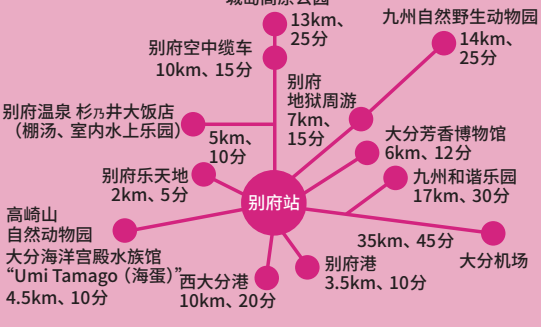 13km、
25分
九州自然野生动物园
14km、
25分
别府空中缆车
10km、15分
别府
地狱周游
7km、
15分
别府温泉 杉乃井大饭店
（棚汤、室内水上乐园）
5km、
10分
大分芳香博物馆
6km、12分
别府乐天地
2km、5分
九州和谐乐园
17km、30分
别府站
高崎山
自然动物园
大分海洋宫殿水族馆
“Umi Tamago（海蛋）”
4.5km、10分
35km、45分
大分机场
西大分港
10km、20分
别府港
3.5km、10分